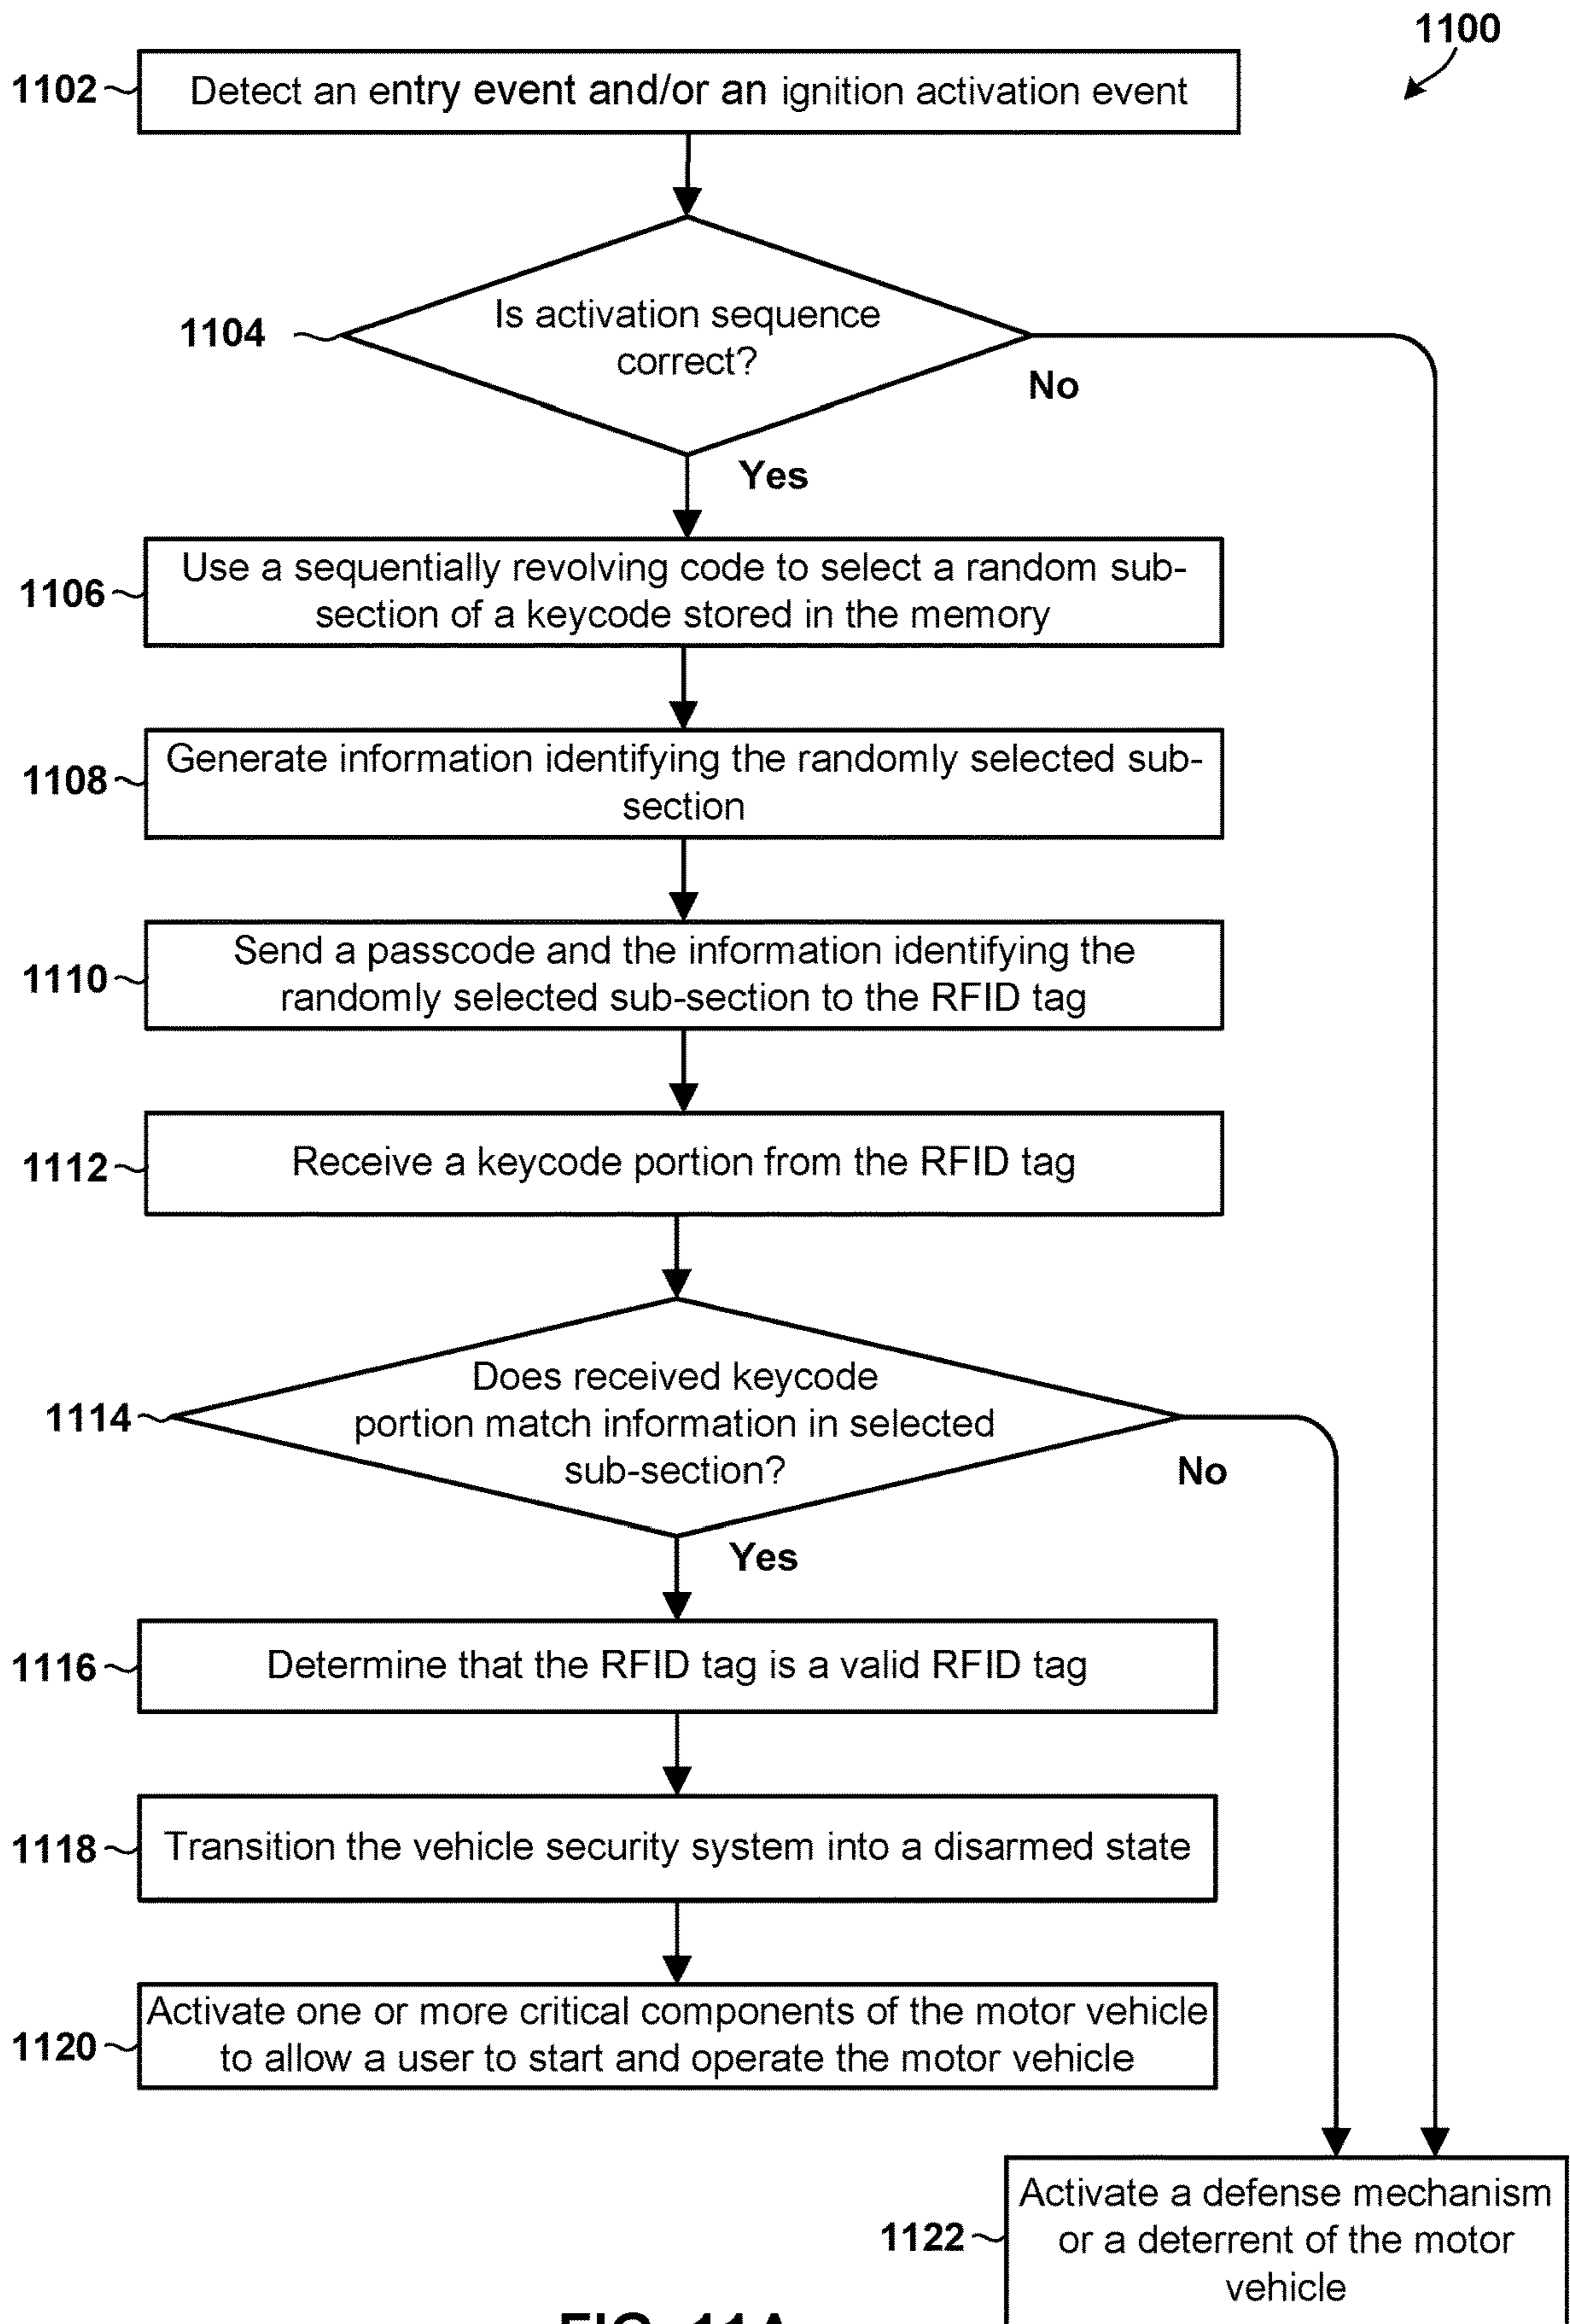 1100
1102
Detect an entry event and/or an ignition activation event
1104
Is activation sequence
correct?
No
Yes
1106
Use a sequentially revolving code to select a random sub-
section of a keycode stored in the memory
1108
Generate information identifying the randomly selected sub-
section
1110
Send a passcode and the information identifying the
randomly selected sub-section to the RFID tag
1112
Receive a keycode portion from the RFID tag
1114
Does received keycode
portion match information in selected
sub-section?
No
Yes
1116
Determine that the RFID tag is a valid RFID tag
1118
Transition the vehicle security system into a disarmed state
1120
Activate one or more critical components of the motor vehicle
to allow a user to start and operate the motor vehicle
1122
Activate a defense mechanism
or a deterrent of the motor
vehicle
FIG. 11A